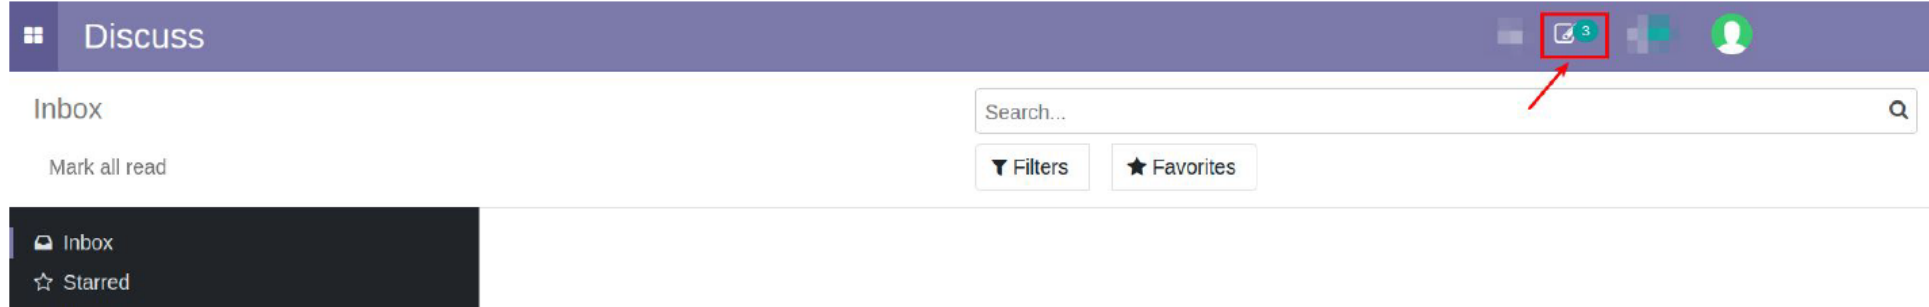 Discuss
3
Inbox
Search...
Mark all read
Filters
Favorites
Inbox
Starred